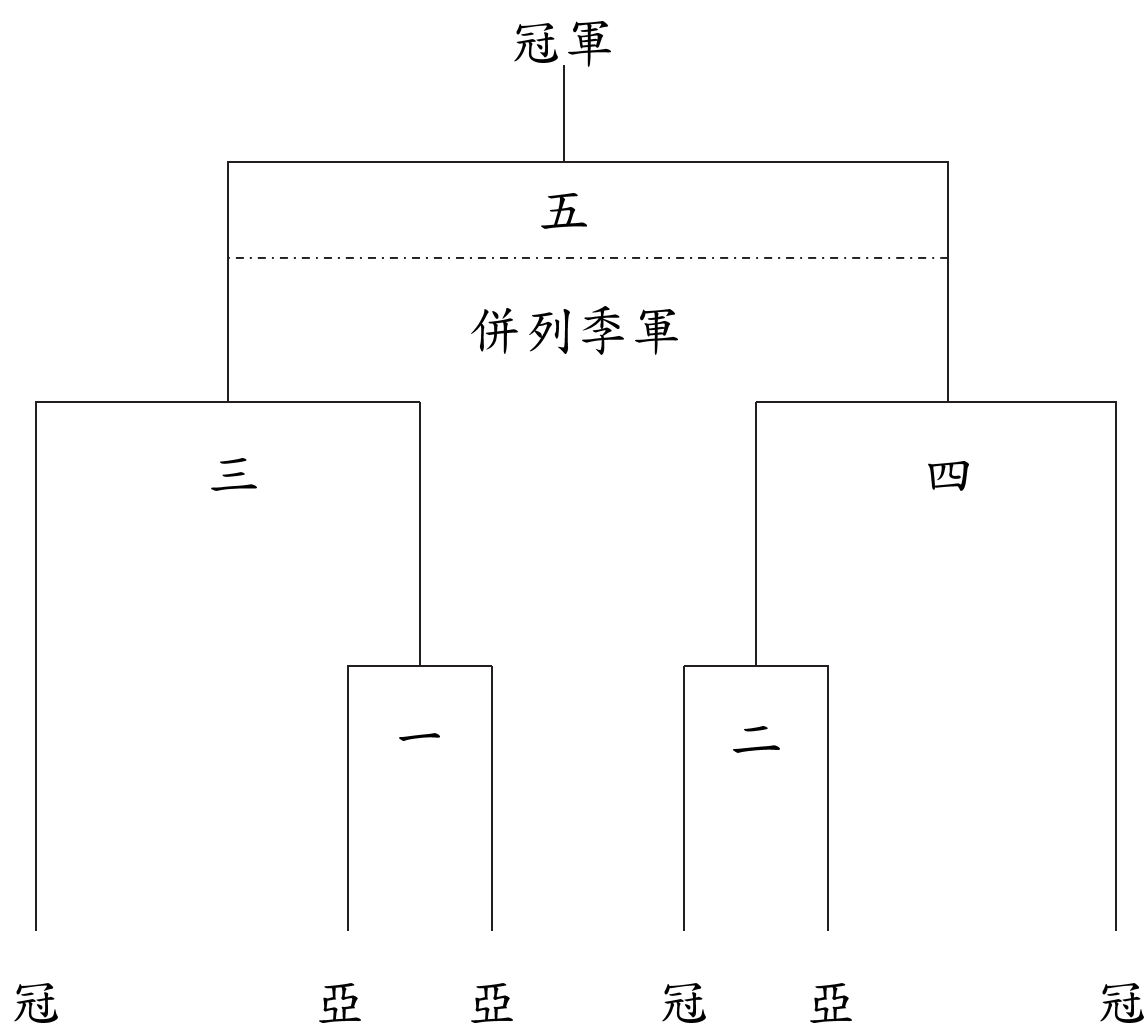 冠軍
五
併列季軍
三 四
一 二
冠 亞 亞 冠 亞 冠